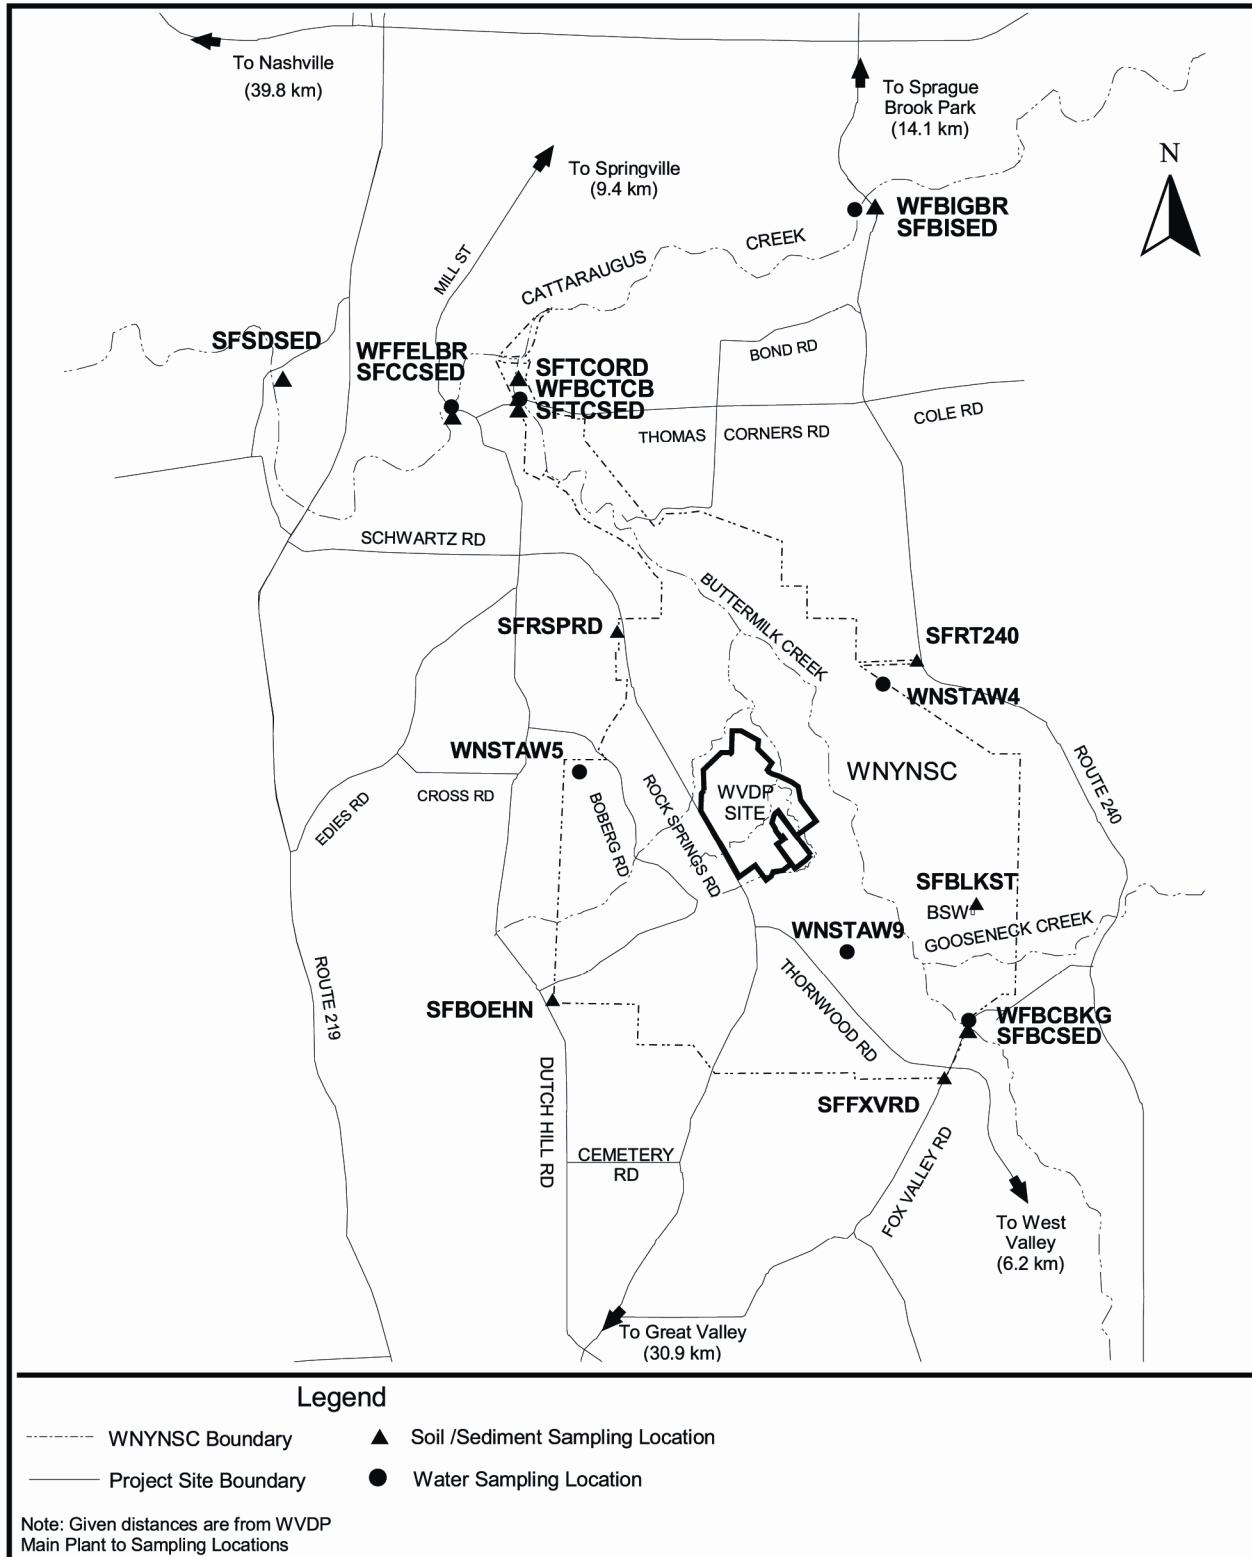 To Nashville
(39.8 km)
To Sprague
Brook Park
(14.1 km)
To Springville
(9.4 km)
N
WFBIGBR
SFBISED
MILL ST
CATTARAUGUS
CREEK
SFSDSED
WFFELBR
SFCCSED
SFTCORD
WFBCTCB
SFTCSED
BOND RD
COLE RD
THOMAS
CORNERS RD
SCHWARTZ RD
BUTTERMILK CREEK
SFRSPRD
SFRT240
WNSTAW4
WNSTAW5
WNYNSC
ROUTE 240
EDIES RD
CROSS RD
BOBERG RD
ROCK SPRINGS RD
WVDP
SITE
SFBLKST
BSW
GOOSENECK CREEK
WNSTAW9
ROUTE 219
THORNWOOD RD
SFBOEHN
WFBCBKG
SFBCSED
DUTCH HILL RD
SFFXVRD
CEMETERY
RD
FOX VALLEY RD
To West
Valley
(6.2 km)
To Great Valley
(30.9 km)
Legend
WNYNSC Boundary
Soil /Sediment Sampling Location
Project Site Boundary
Water Sampling Location
Note: Given distances are from WVDP
Main Plant to Sampling Locations